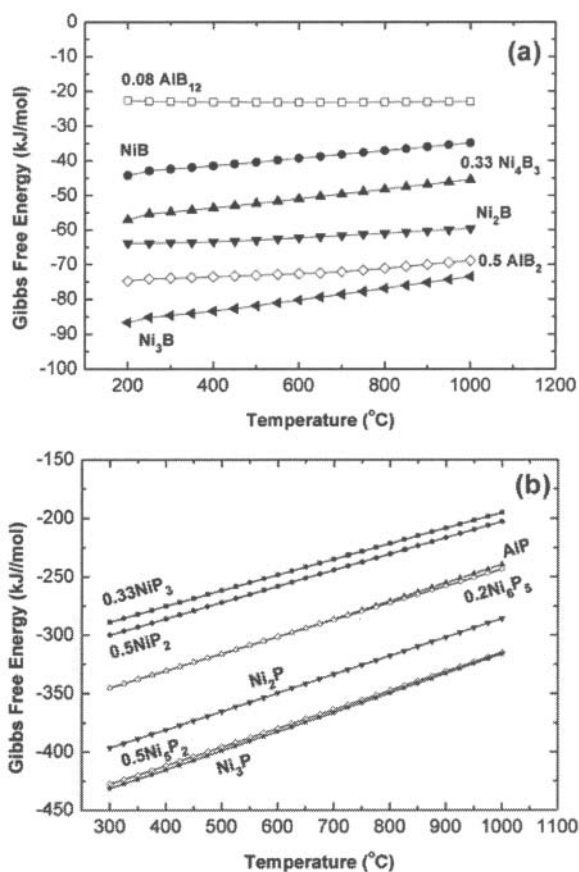 (a)
0
-10
-20
-30
-40
-50
-60
-70
-80
-90
-100
Gibbs Free Energy (kJ/mol)
0.08 AlB12
NiB
0.33 Ni4B3
Ni2B
0.5 AlB2
Ni3B
200 400 600 800 1000 1200
Temperature (°C)
(b)
-150
-200
-250
-300
-350
-400
-450
Gibbs Free Energy (kJ//mol)
0.33NiP3
0.5NiP2
AlP
0.2Ni6P5
Ni2P
0.5Ni5P2
Ni3P
300 400 500 600 700 800 900 1000 1100
Temperature (°C)